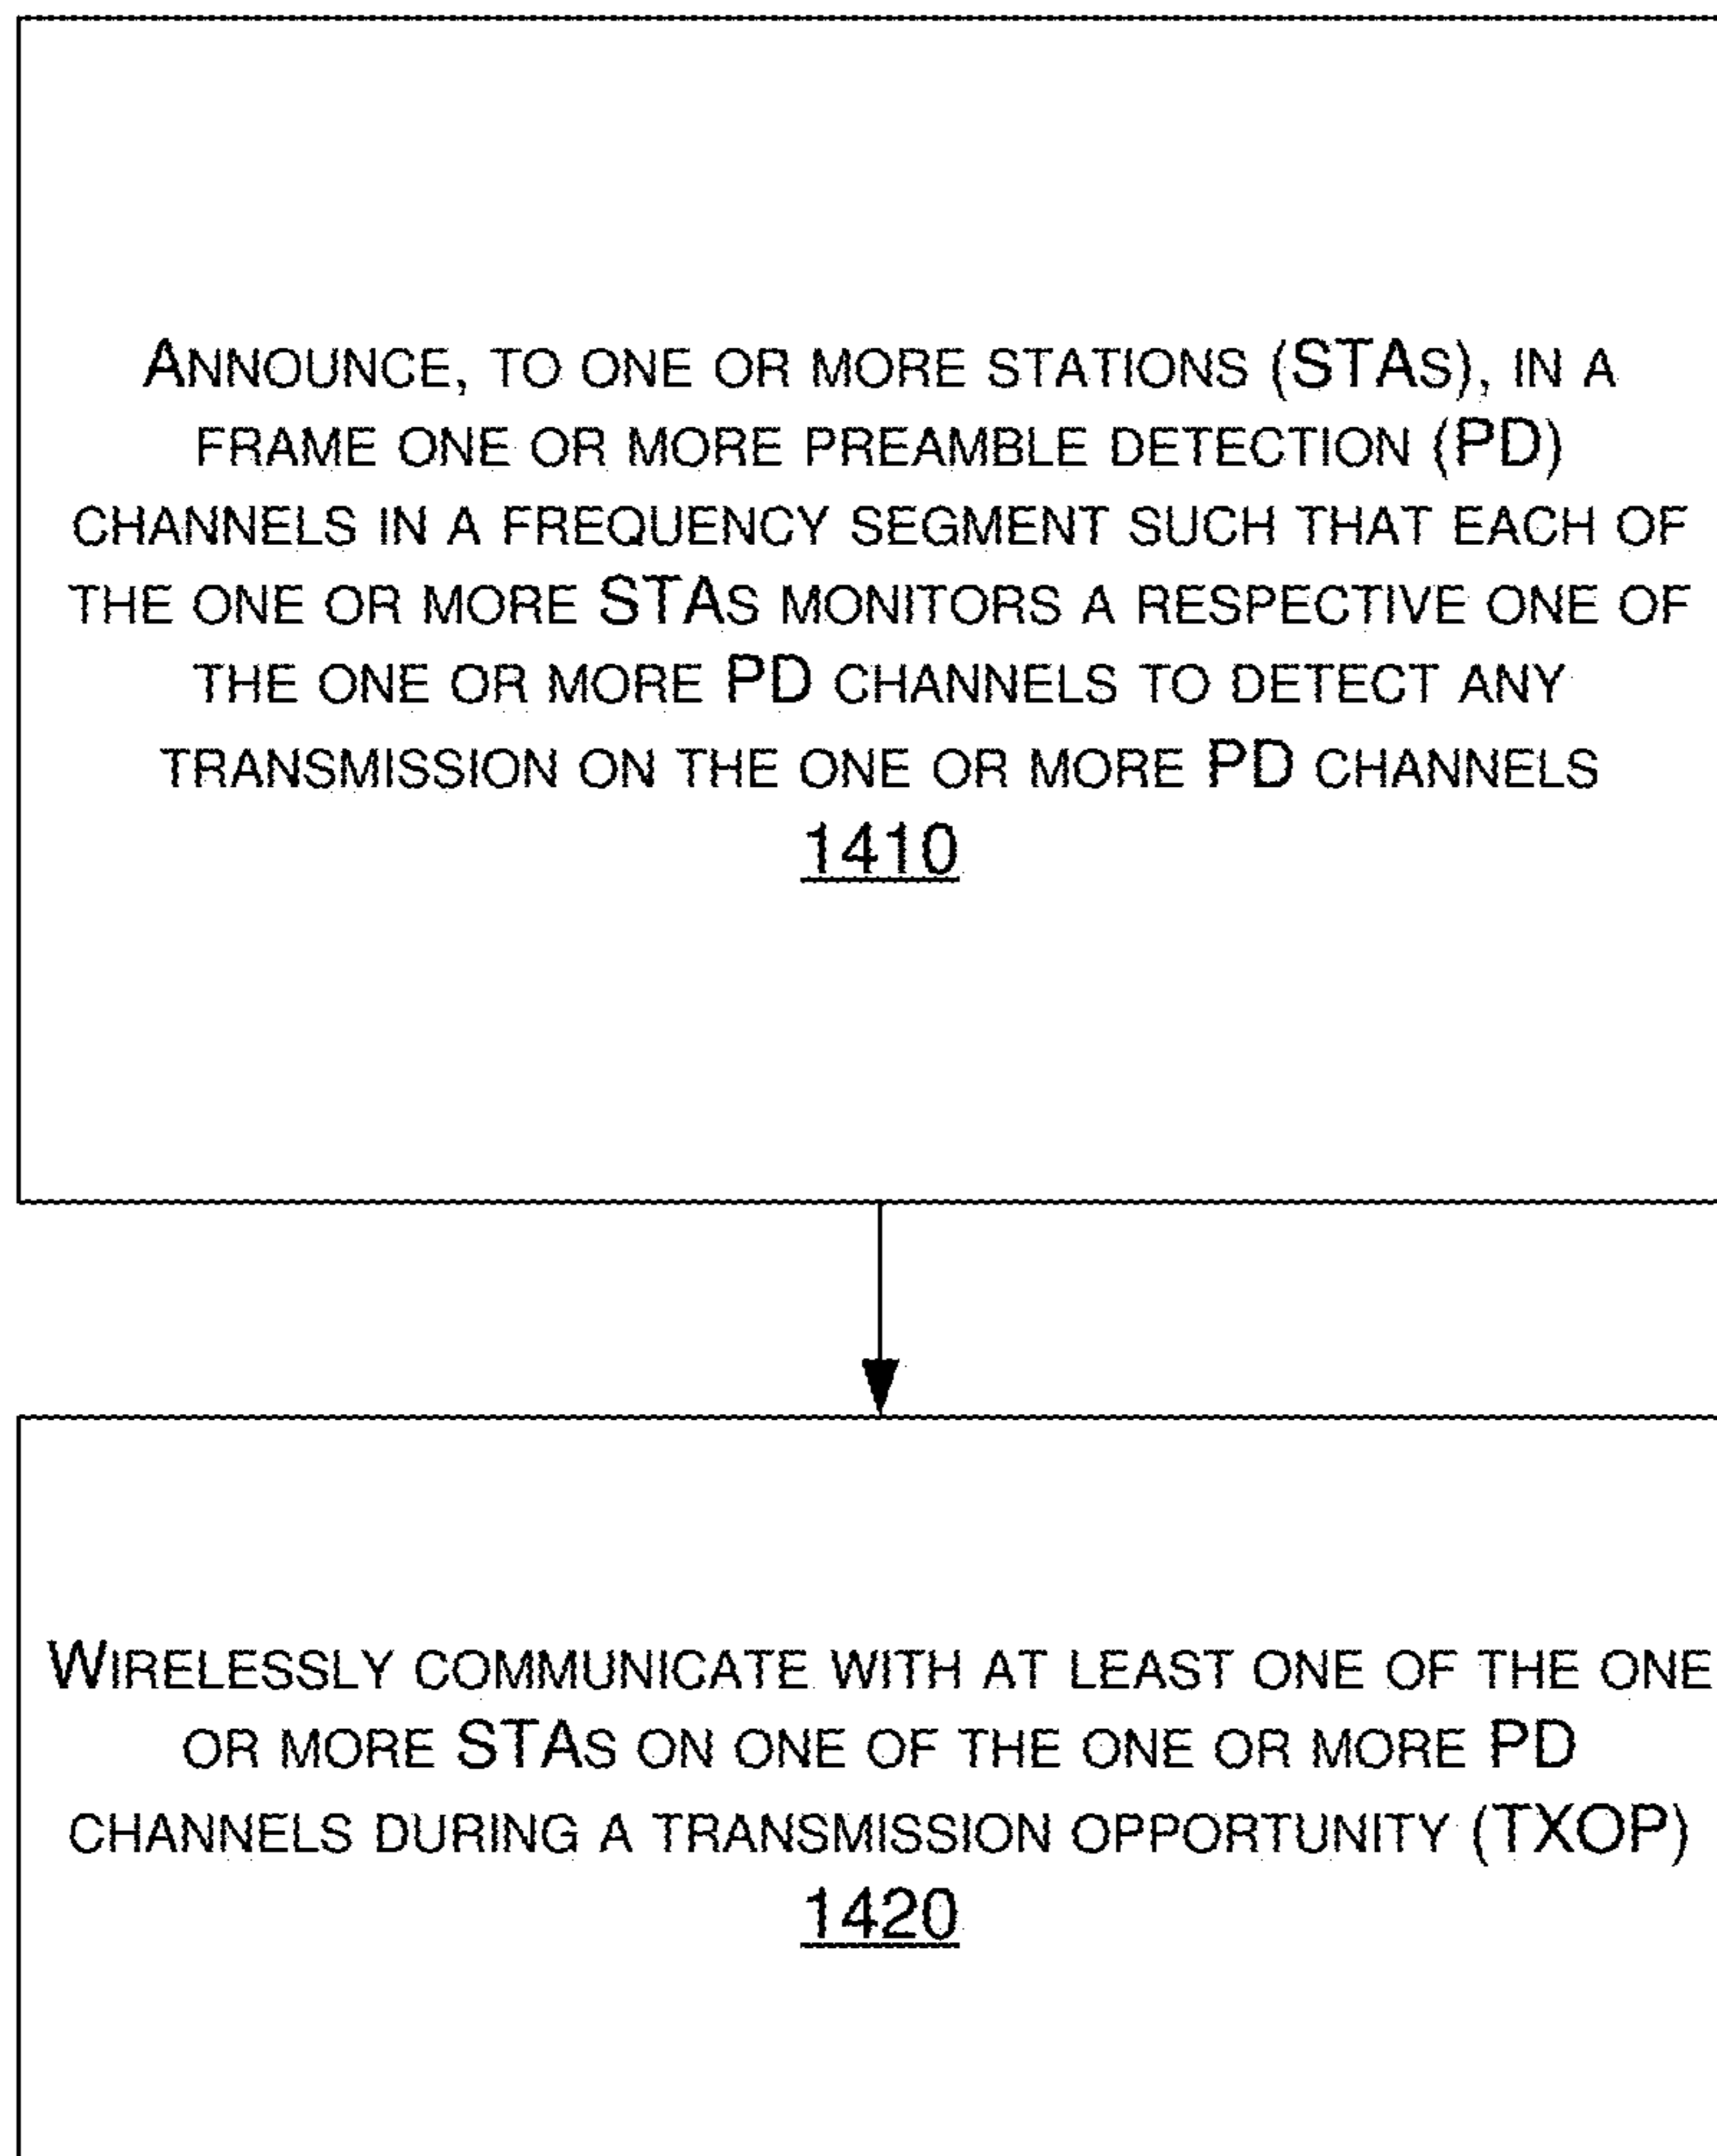 ANNOUNCE, TO ONE OR MORE STATIONS (STAS), IN A
FRAME ONE OR MORE PREAMBLE DETECTION (PD)
CHANNELS IN A FREQUENCY SEGMENT SUCH THAT EACH OF
THE ONE OR MORE STAS MONITORS A RESPECTIVE ONE OF
THE ONE OR MORE PD CHANNELS TO DETECT ANY
TRANSMISSION ON THE ONE OR MORE PD CHANNELS
1410
WIRELESSLY COMMUNICATE WITH AT LEAST ONE OF THE ONE
OR MORE STAS ON ONE OF THE ONE OR MORE PD
CHANNELS DURING A TRANSMISSION OPPORTUNITY (TXOP)
1420